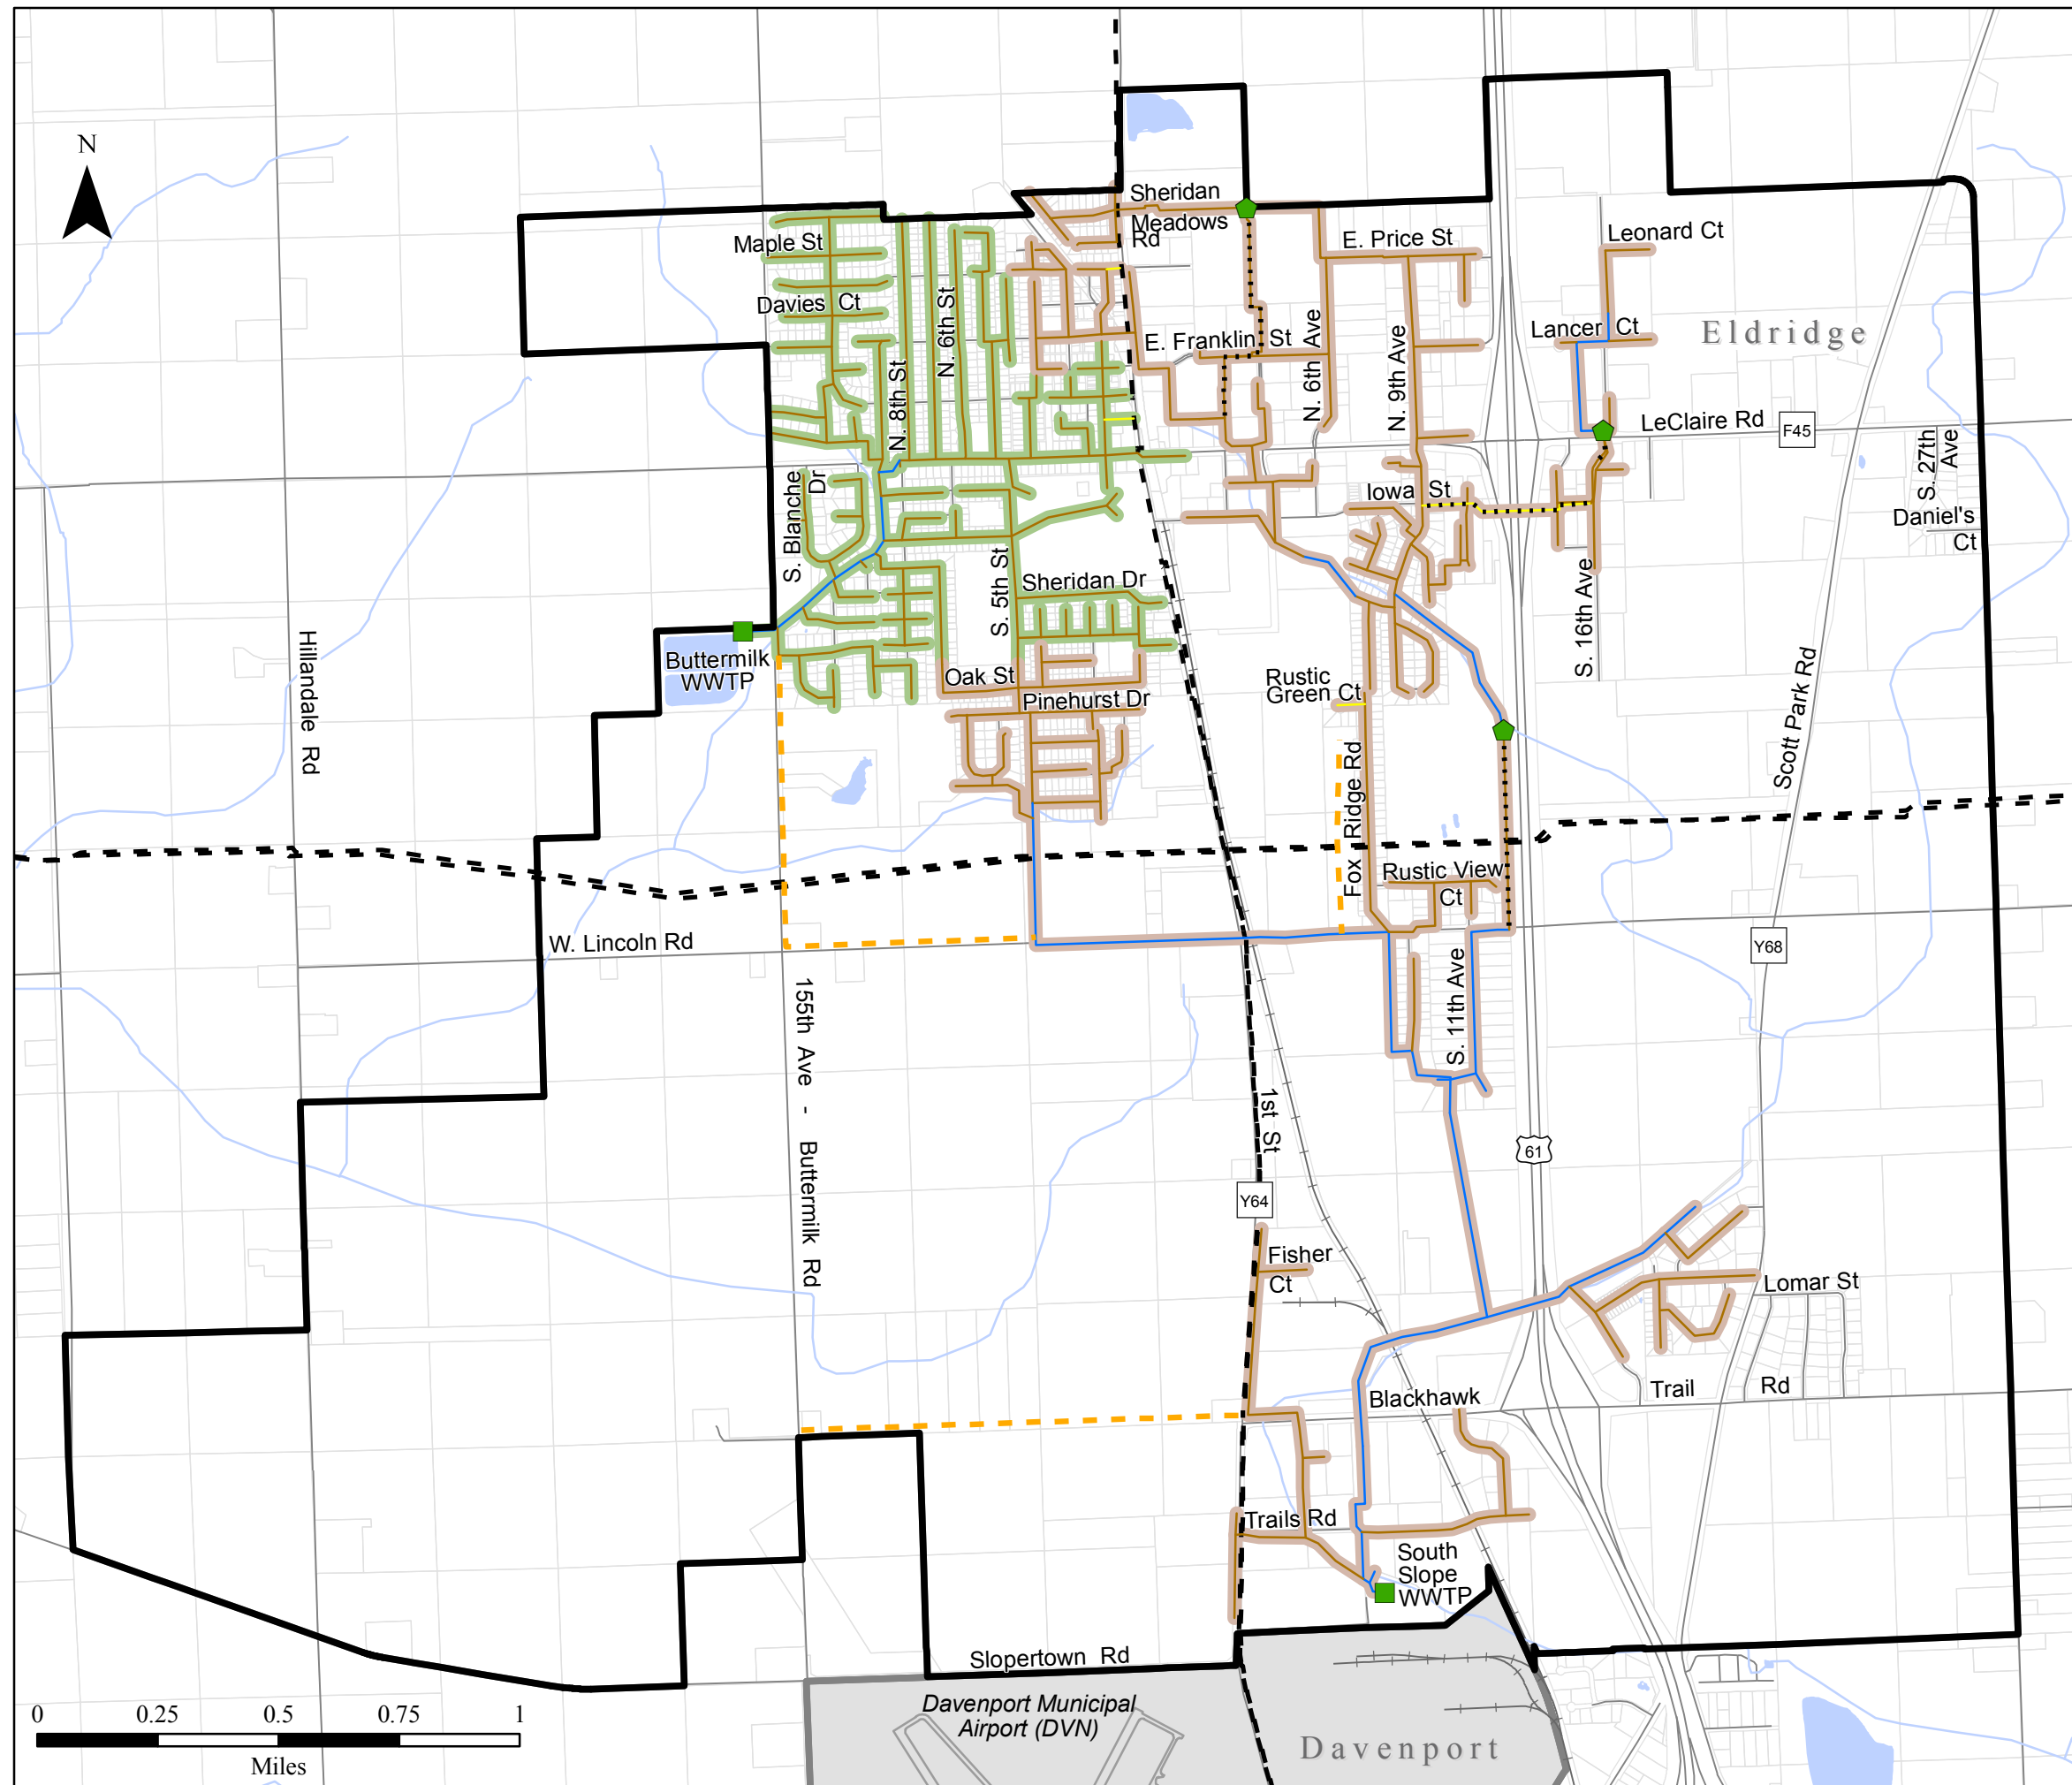 N
Sheridan
Meadows
Rd
Maple St
E. Price St
Leonard Ct
Davies Ct
N. 6th St
E. Franklin St
N. 6th Ave
N. 9th Ave
Lancer Ct
Eldridge
N. 8th St
LeClaire Rd
F45
S. 27th
Ave
S. Blanche
Dr
Iowa St
Daniel's
Ct
S. 5th St
Sheridan Dr
S. 16th Ave
Hillandale Rd
Buttermilk
WWTP
Oak St
Pinehurst Dr
Rustic
Green Ct
Scott Park Rd
Fox Ridge Rd
Rustic View
Ct
W. Lincoln Rd
Y68
155th Ave - Buttermilk Rd
S. 11th Ave
1st St
61
Y64
Fisher
Ct
Lomar St
Blackhawk
Trail Rd
Trails Rd
South
Slope
WWTP
Slopertown Rd
Davenport Municipal
Airport (DVN)
Davenport
0 0.25 0.5 0.75 1
Miles